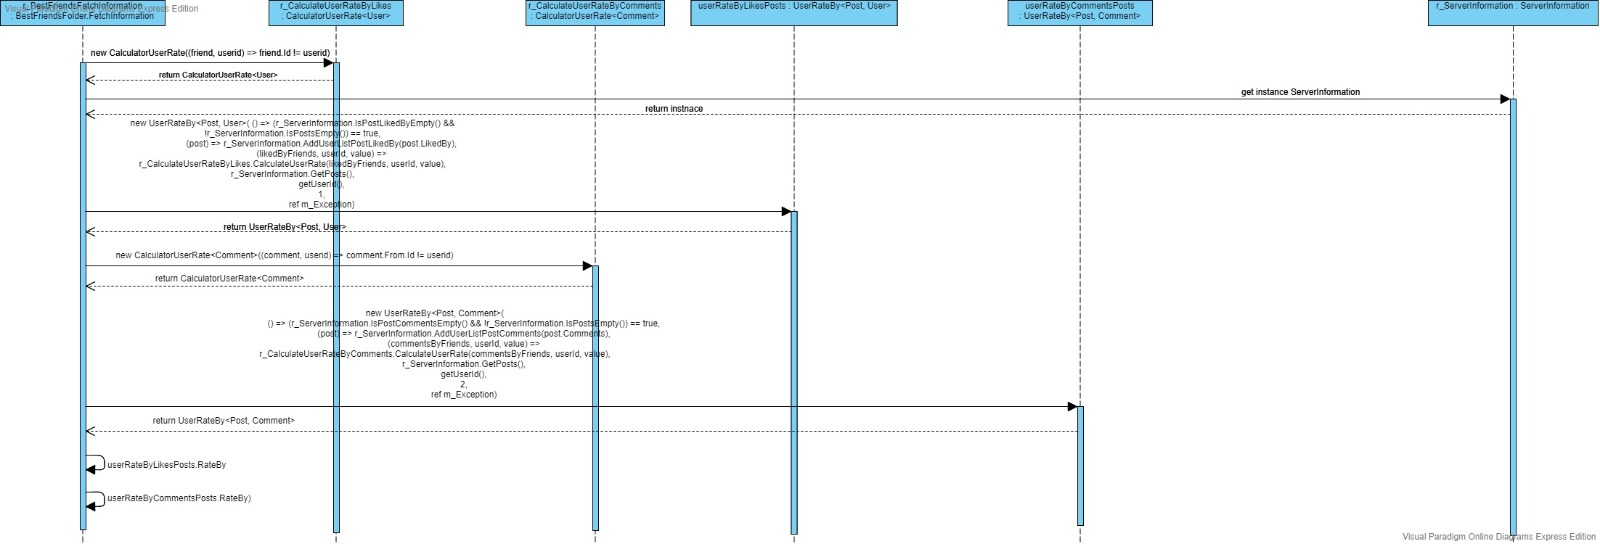 Visual Paradigm Online Diagrams Express Edition
r_BestFriendsFetchInformation
: BestFriendsFolder.FetchInformation
r_CalculateUserRateByLikes
: CalculatorUserRate<User>
r_CalculateUserRateByComments
: CalculatorUserRate<Comment>
userRateByLikesPosts : UserRateBy<Post, User>
userRateByCommentsPosts
: UserRateBy<Post, Comment>
r_ServerInformation : ServerInformation
new CalculatorUserRate((friend, userid) => friend.Id != userid)
return CalculatorUserRate<User>
get instance ServerInformation
return instnace
new UserRateBy<Post, User>( () => (r_ServerInformation.IsPostLikedByEmpty() &&
!r_ServerInformation.IsPostsEmpty()) == true,
(post) => r_ServerInformation.AddUserListPostLikedBy(post.LikedBy),
(likedByFriends, userId, value) =>
r_CalculateUserRateByLikes.CalculateUserRate(likedByFriends, userId, value),
r_ServerInformation.GetPosts(),
getUserId(),
1,
ref m_Exception)
return UserRateBy<Post, User>
new CalculatorUserRate<Comment>((comment, userid) => comment.From.Id != userid)
return CalculatorUserRate<Comment>
new UserRateBy<Post, Comment>(
() => (r_ServerInformation.IsPostCommentsEmpty() && !r_ServerInformation.IsPostsEmpty()) == true,
(post) => r_ServerInformation.AddUserListPostComments(post.Comments),
(commentsByFriends, userId, value) =>
r_CalculateUserRateByComments.CalculateUserRate(commentsByFriends, userId, value),
r_ServerInformation.GetPosts(),
getUserId(),
2,
ref m_Exception)
return UserRateBy<Post, Comment>
userRateByLikesPosts.RateBy
userRateByCommentsPosts.RateBy)
Visual Paradigm Online Diagrams Express Edition